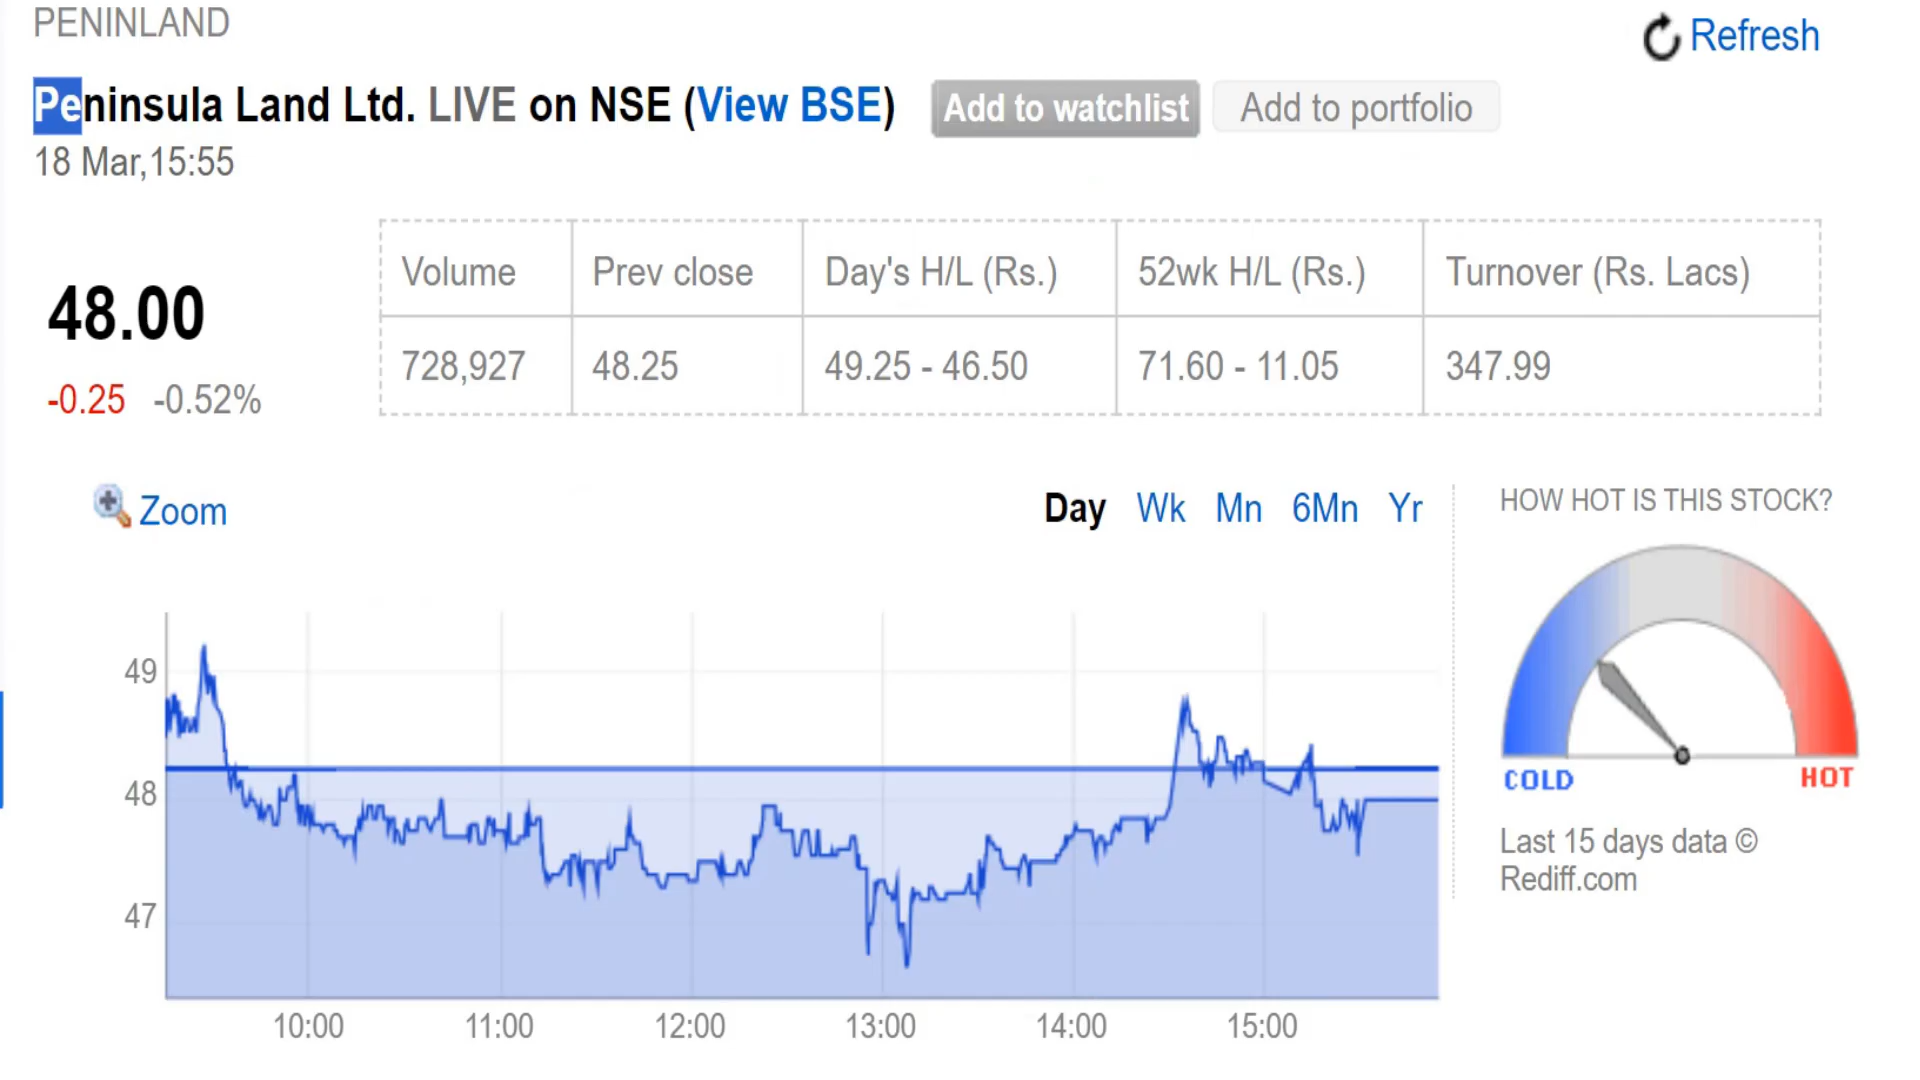 PENINLAND
Refresh
Peninsula Land Ltd. LIVE on NSE (View BSE)
Add to watchlist
Add to portfolio
18 Mar,15:55
Volume
Prev close
Day's H/L (Rs.)
52wk H/L (Rs.)
Turnover (Rs. Lacs)
48.00
728,927
48.25
49.25 - 46.50
71.60 - 11.05
347.99
-0.25 -0.52%
Zoom
Day Wk Mn 6Mn Yr
HOW HOT IS THIS STOCK?
49
48
47
COLD
HOT
Last 15 days data ©
Rediff.com
10:00
11:00
12:00
13:00
14:00
15:00